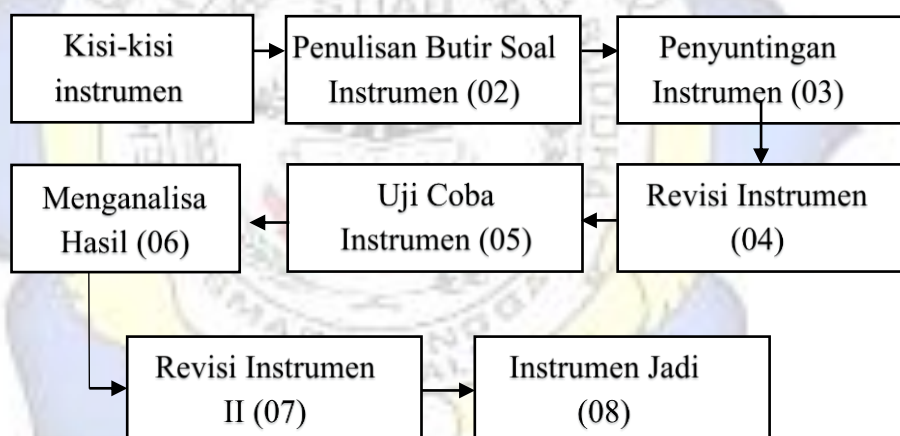 Kisi-kisi
instrumen
Penulisan Butir Soal
Instrumen (02)
Penyuntingan
Instrumen (03)
Revisi Instrumen
(04)
Uji Coba
Instrumen (05)
Menganalisa
Hasil (06)
Revisi Instrumen
II (07)
Instrumen Jadi
(08)